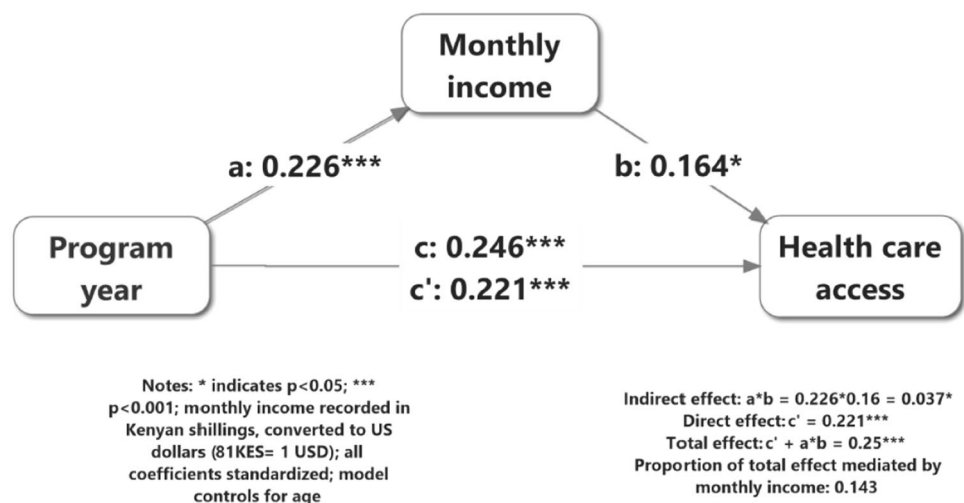 Monthly
income
a: 0.226***
b: 0.164*
Program
year
c: 0.246***
c': 0.221***
Health care
access
Notes: * indicates p<0.05; ***
p<0.001; monthly income recorded in
Kenyan shillings, converted to US
dollars (81KES= 1 USD); all
coefficients standardized; model
controls for age
Indirect effect: a*b = 0.226*0.16 = 0.037*
Direct effect: c' = 0.221***
Total effect: c' + a*b = 0.25***
Proportion of total effect mediated by
monthly income: 0.143